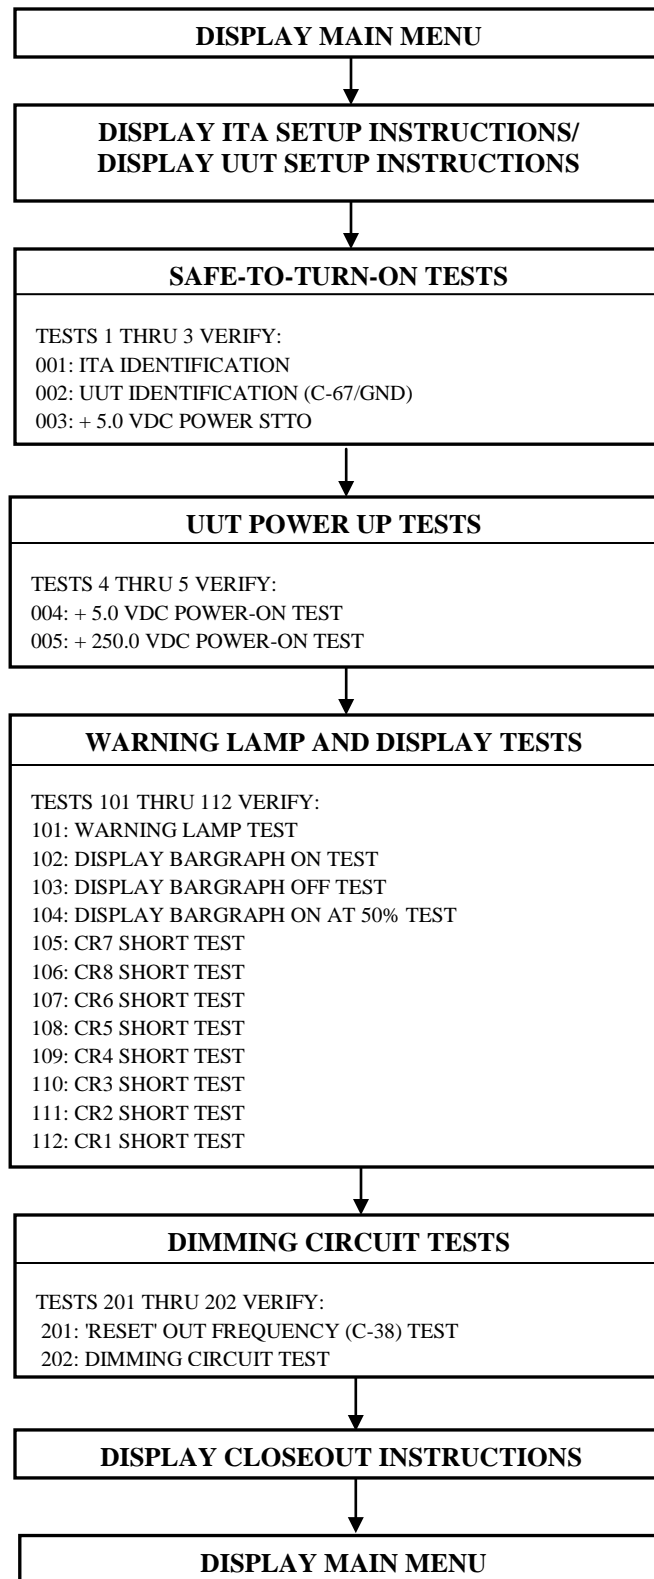 DISPLAY MAIN MENU
DISPLAY ITA SETUP INSTRUCTIONS/
DISPLAY UUT SETUP INSTRUCTIONS
SAFE-TO-TURN-ON TESTS
TESTS 1 THRU 3 VERIFY:
001: ITA IDENTIFICATION
002: UUT IDENTIFICATION (C-67/GND)
003: + 5.0 VDC POWER STTO
UUT POWER UP TESTS
TESTS 4 THRU 5 VERIFY:
004: + 5.0 VDC POWER-ON TEST
005: + 250.0 VDC POWER-ON TEST
WARNING LAMP AND DISPLAY TESTS
TESTS 101 THRU 112 VERIFY:
101: WARNING LAMP TEST
102: DISPLAY BARGRAPH ON TEST
103: DISPLAY BARGRAPH OFF TEST
104: DISPLAY BARGRAPH ON AT 50% TEST
105: CR7 SHORT TEST
106: CR8 SHORT TEST
107: CR6 SHORT TEST
108: CR5 SHORT TEST
109: CR4 SHORT TEST
110: CR3 SHORT TEST
111: CR2 SHORT TEST
112: CR1 SHORT TEST
DIMMING CIRCUIT TESTS
TESTS 201 THRU 202 VERIFY:
201: 'RESET' OUT FREQUENCY (C-38) TEST
202: DIMMING CIRCUIT TEST
DISPLAY CLOSEOUT INSTRUCTIONS
DISPLAY MAIN MENU